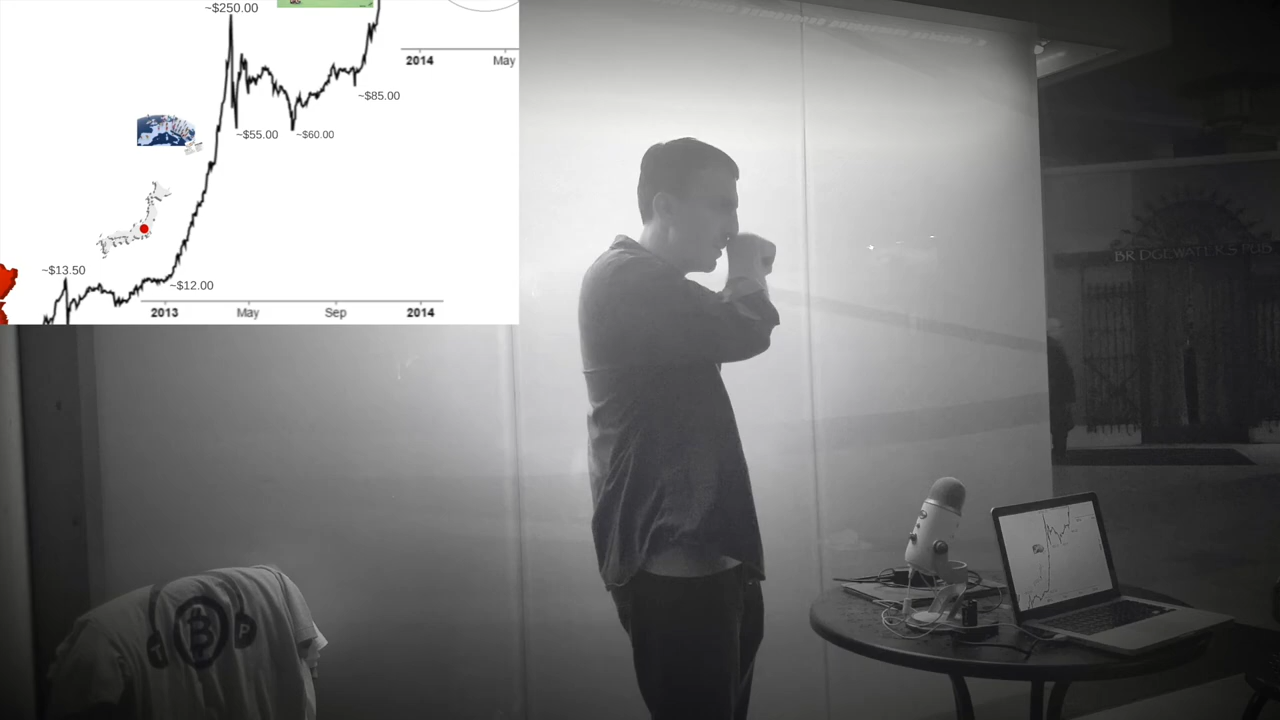 ~$250.00
2014 May
~$85.00
~$55.00 ~$60.00
~$13.50
~$12.00
2013 May Sep 2014
BRIDGEWATERS PUB
T B P